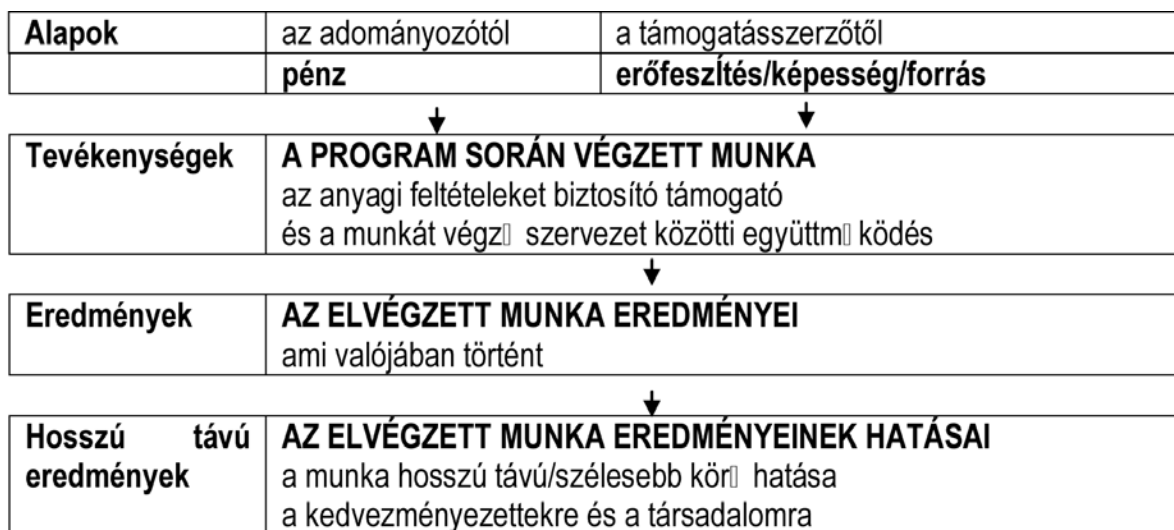 Alapok az adományozótól a támogatásszerzőtől
pénz erőfeszÍtés/képesség/forrás
Tevékenységek A PROGRAM SORÁN VÉGZETT MUNKA
az anyagi feltételeket biztosító támogató
és a munkát végz▯ szervezet közötti együttm▯ködés
Eredmények AZ ELVÉGZETT MUNKA EREDMÉNYEI
ami valójában történt
Hosszú távú AZ ELVÉGZETT MUNKA EREDMÉNYEINEK HATÁSAI
eredmények a munka hosszú távú/szélesebb kör▯ hatása
a kedvezményezettekre és a társadalomra